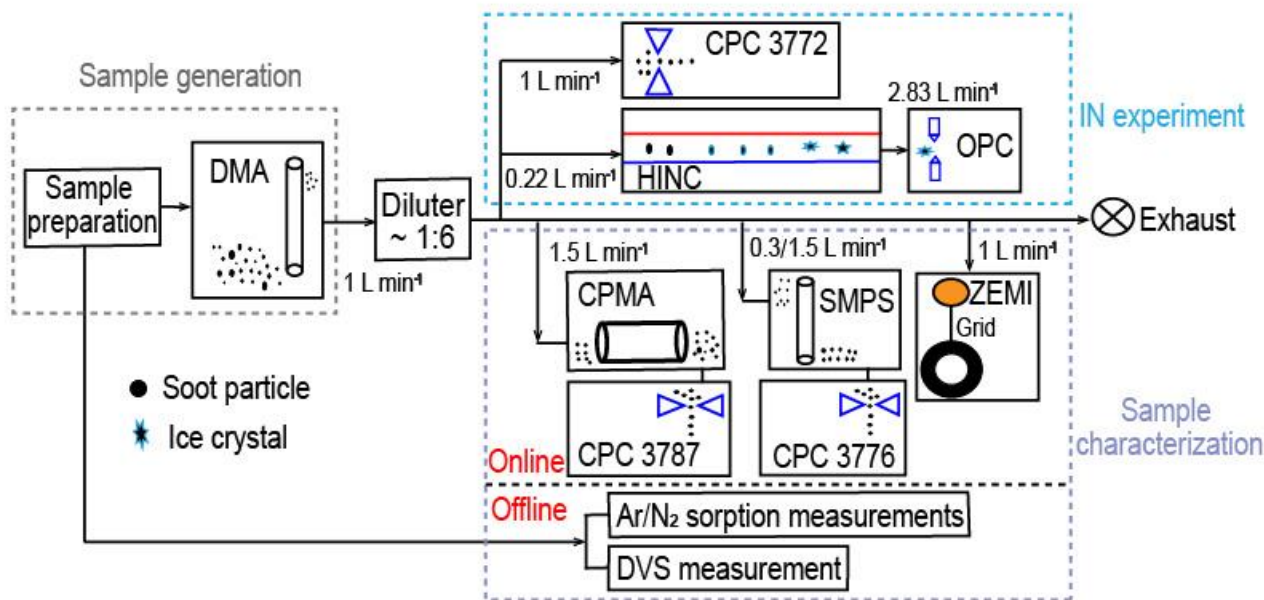 Sample generation
Sample
preparation
DMA
1 L min⁻¹
Diluter
~ 1:6
CPC 3772
1 L min⁻¹
2.83 L min⁻¹
IN experiment
HINC
0.22 L min⁻¹
OPC
Exhaust
1.5 L min⁻¹
0.3/1.5 L min⁻¹
1 L min⁻¹
CPMA
SMPS
ZEMI
Grid
CPC 3787
CPC 3776
Soot particle
Ice crystal
Sample
characterization
Online
Offline
Ar/N₂ sorption measurements
DVS measurement